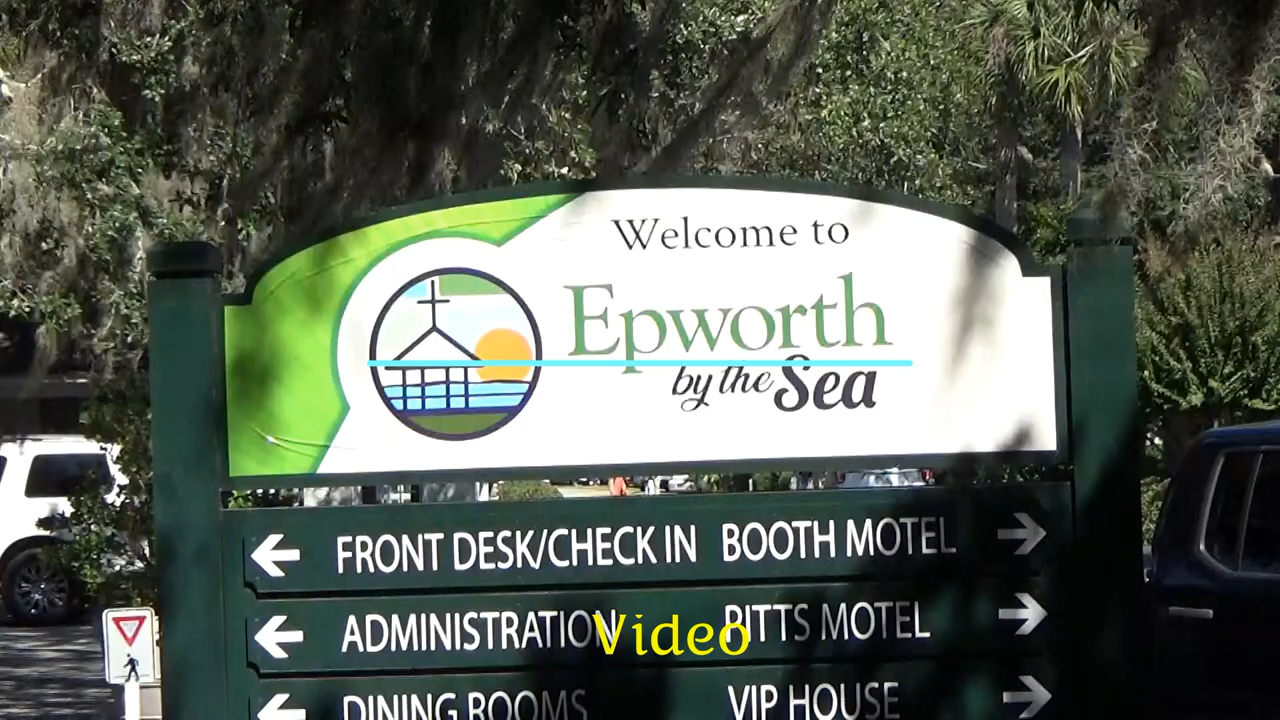 Welcome to
Epworth
by the Sea
FRONT DESK/CHECK IN BOOTH MOTEL
ADMINISTRATION PITTS MOTEL
Video
DINING ROOMS VIP HOUSE